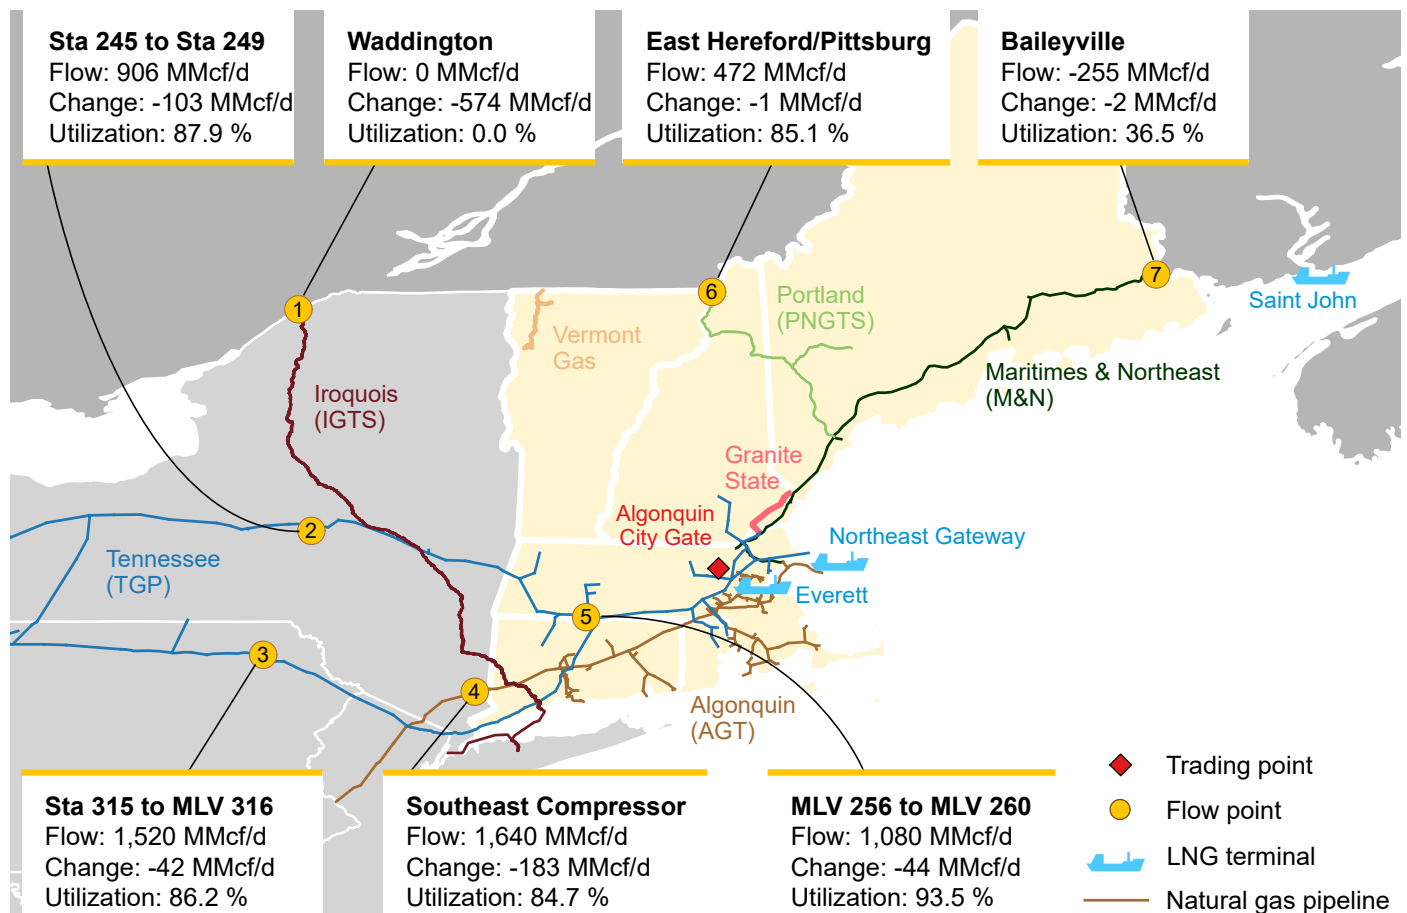 Sta 245 to Sta 249
Flow: 906 MMcf/d
Change: -103 MMcf/d
Utilization: 87.9 %
Waddington
Flow: 0 MMcf/d
Change: -574 MMcf/d
Utilization: 0.0 %
East Hereford/Pittsburg
Flow: 472 MMcf/d
Change: -1 MMcf/d
Utilization: 85.1 %
Baileyville
Flow: -255 MMcf/d
Change: -2 MMcf/d
Utilization: 36.5 %
1
6
7
Portland
(PNGTS)
Saint John
Vermont
Gas
Iroquois
(IGTS)
Maritimes & Northeast
(M&N)
Granite
State
Algonquin
City Gate
2
Northeast Gateway
Tennessee
(TGP)
Everett
5
3
4
Algonquin
(AGT)
Sta 315 to MLV 316
Flow: 1,520 MMcf/d
Change: -42 MMcf/d
Utilization: 86.2 %
Southeast Compressor
Flow: 1,640 MMcf/d
Change: -183 MMcf/d
Utilization: 84.7 %
MLV 256 to MLV 260
Flow: 1,080 MMcf/d
Change: -44 MMcf/d
Utilization: 93.5 %
Trading point
Flow point
LNG terminal
Natural gas pipeline